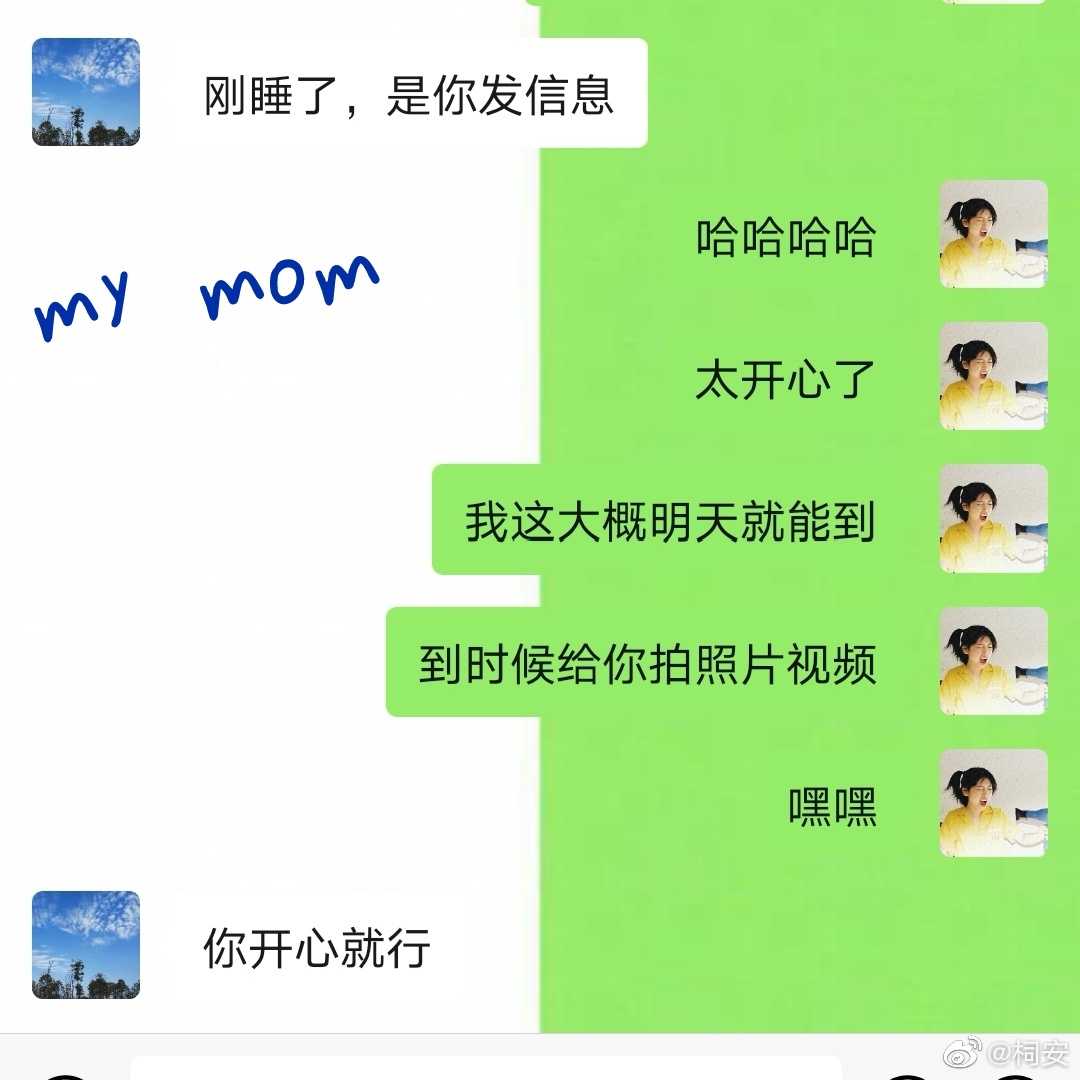 刚睡了，是你发信息
哈哈哈哈
my mom
太开心了
我这大概明天就能到
到时候给你拍照片视频
嘿嘿
你开心就行
@柯安